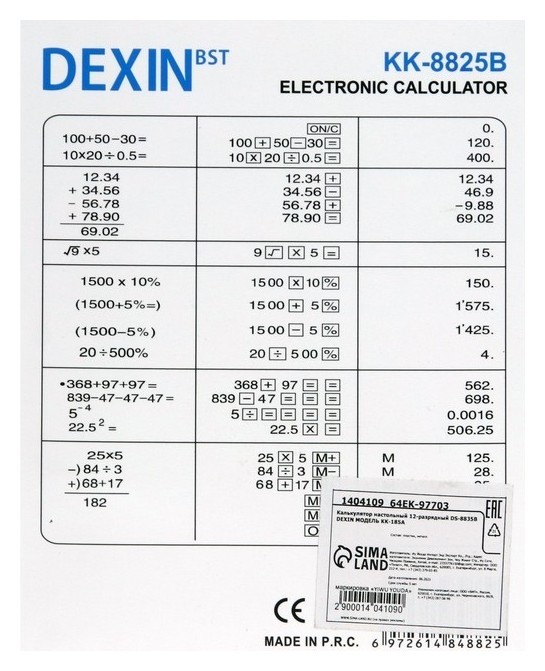 DEXIN BST
KK-8825B
ELECTRONIC CALCULATOR
ON/C 0.
100+50-30= 100 + 50 - 30 = 120.
10×20÷0.5= 10 × 20 ÷ 0.5 = 400.
12.34 12.34 + 12.34
+ 34.56 34.56 - 46.9
- 56.78 56.78 + -9.88
+ 78.90 78.90 = 69.02
69.02
√9 ×5 9 √ × 5 = 15.
1500 x 10% 1500 × 10 % 150.
(1500+5%=) 1500 + 5 % 1'575.
(1500-5%) 1500 - 5 % 1'425.
20÷500% 20 ÷ 500 % 4.
•368+97+97= 368 + 97 = = 562.
839-47-47-47= 839 - 47 = = = 698.
5⁻⁴ 5 ÷ = = = = = 0.0016
22.5² = 22.5 × = 506.25
25x5 25 × 5 M+ M 125.
-)84÷3 84 ÷ 3 M- M 28.
+)68+17 68 + 17 M
182 M
M
1404109 64EK-97703
EAC
Калькулятор настольный 12-разрядный DS-8835B
DEXIN МОДЕЛЬ KK-185A
SIMA
LAND
маркировка «YIWU YOUDA»
2 900014 041090
CE
MADE IN P.R.C.
6 972614 848825